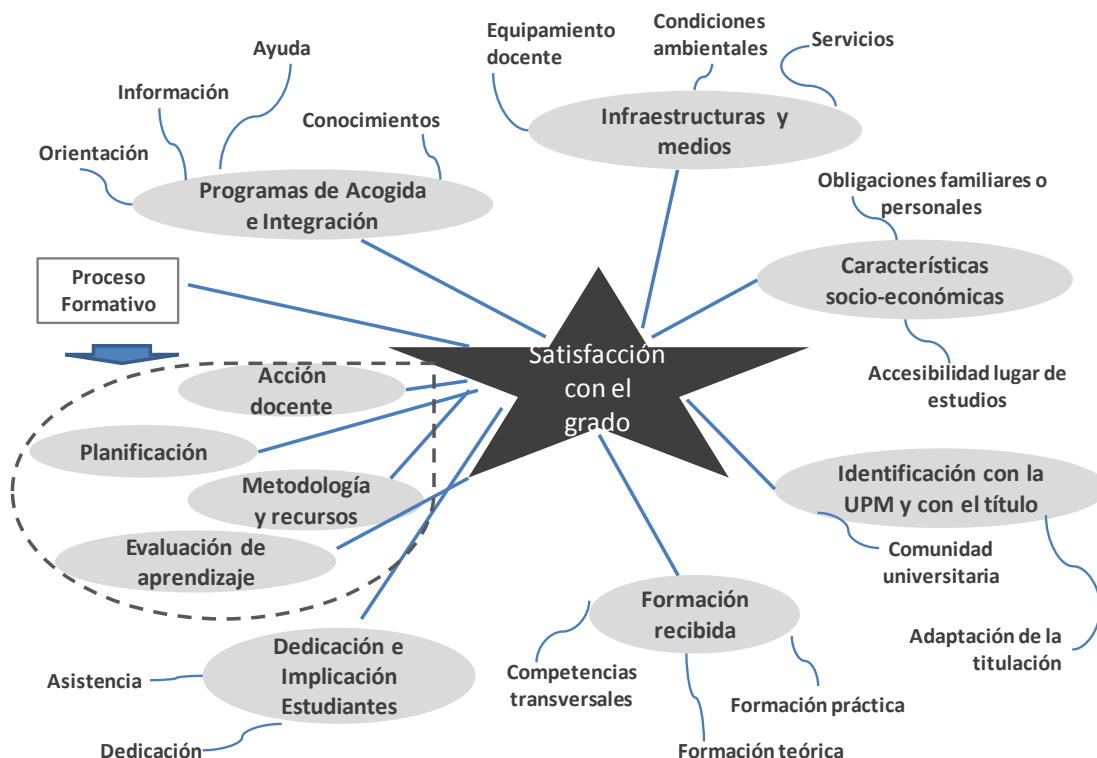 Ayuda
Información
Orientación
Conocimientos
Programas de Acogida
e Integración
Equipamiento
docente
Condiciones
ambientales
Servicios
Infraestructuras y
medios
Obligaciones familiares o
personales
Características
socio-económicas
Accesibilidad lugar de
estudios
Proceso
Formativo
Satisfacción
con el
grado
Acción
docente
Planificación
Metodología
y recursos
Evaluación de
aprendizaje
Identificación con la
UPM y con el título
Comunidad
universitaria
Adaptación de la
titulación
Formación
recibida
Competencias
transversales
Formación práctica
Formación teórica
Dedicación e
Implicación
Estudiantes
Asistencia
Dedicación